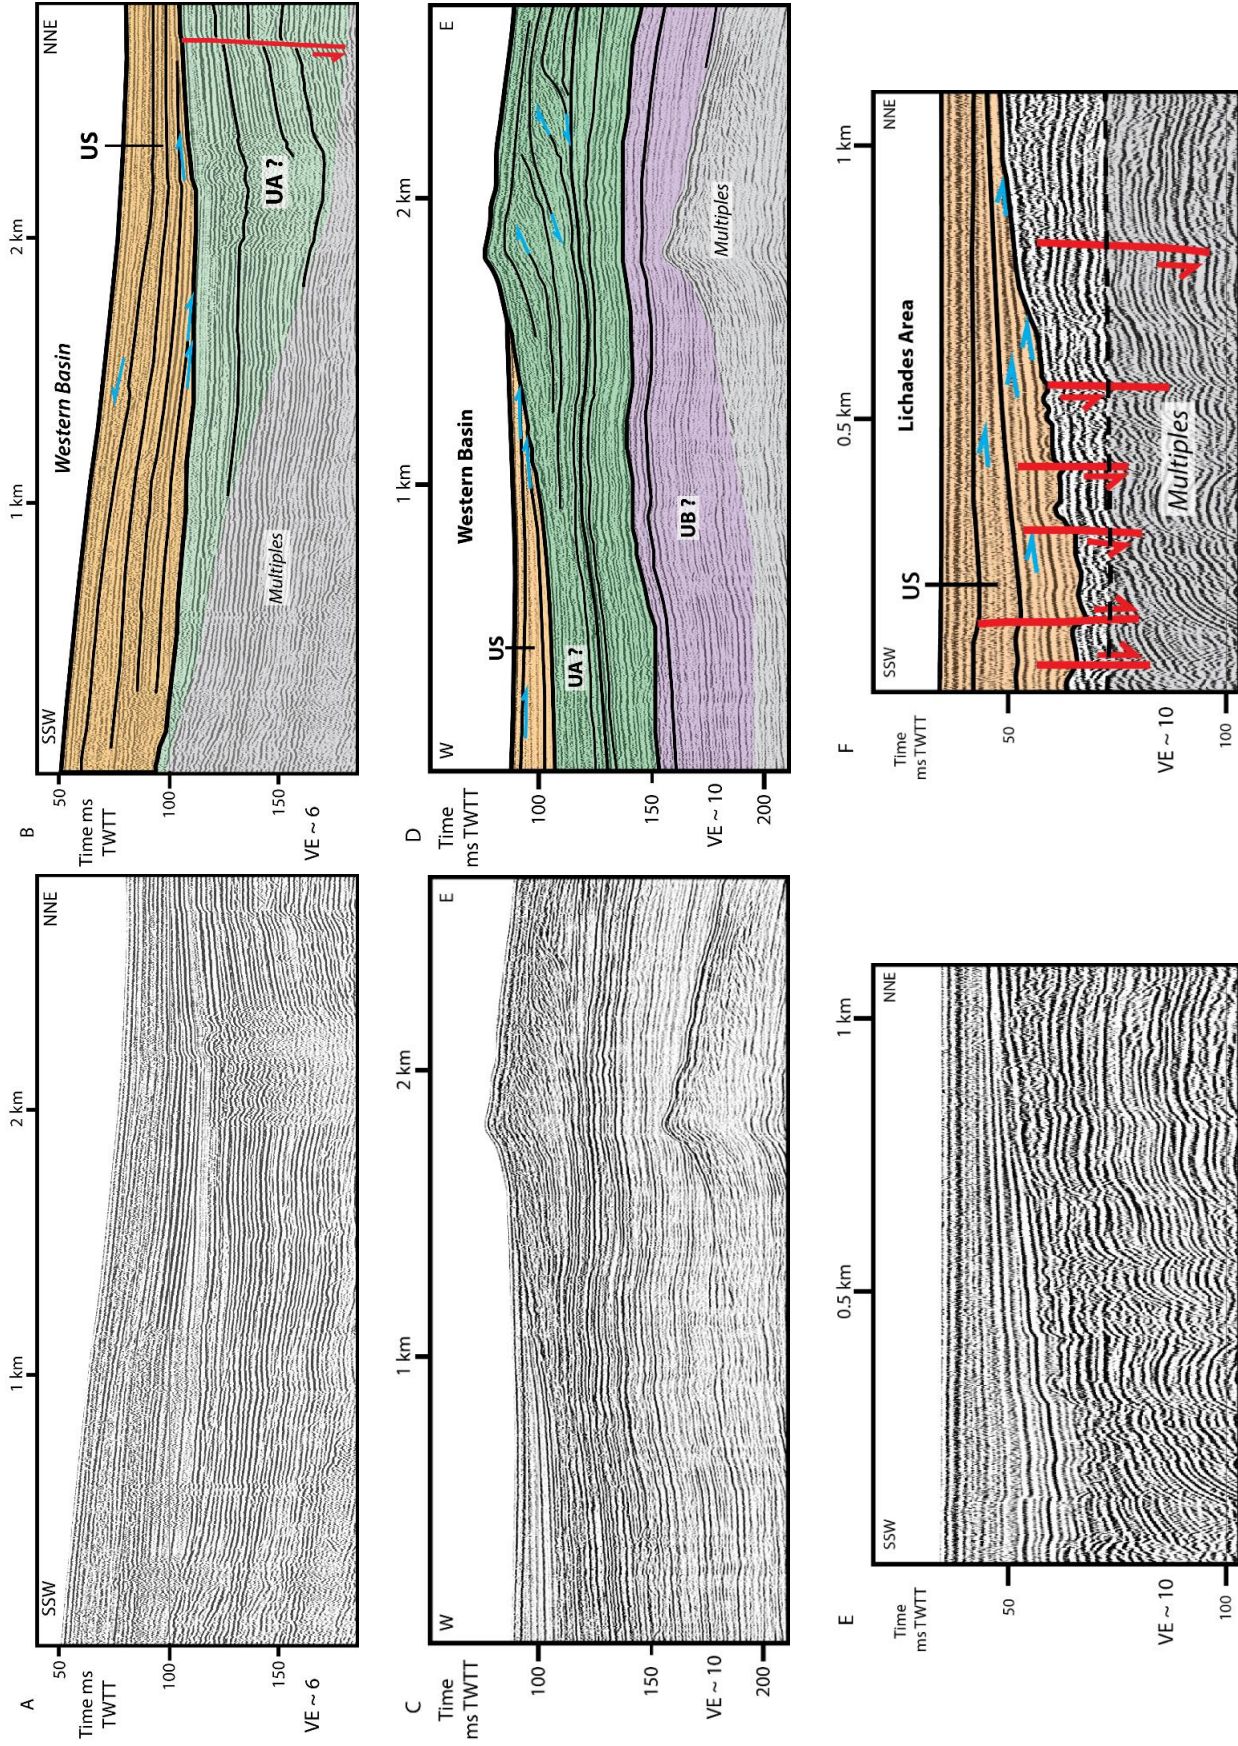 A
Time ms
TWTT
50
100
150
VE ~ 6
1 km
2 km
SSW
NNE
B
Time ms
TWTT
50
100
150
VE ~ 6
1 km
2 km
SSW
Western Basin
NNE
US
UA ?
Multiples
C
Time
ms TWTT
100
150
200
VE ~ 10
1 km
2 km
W
E
D
Time
ms TWTT
100
150
200
VE ~ 10
1 km
2 km
W
Western Basin
E
US
UA ?
UB ?
Multiples
E
Time
ms TWTT
50
100
VE ~ 10
0.5 km
1 km
SSW
NNE
F
Time
ms TWTT
50
100
VE ~ 10
0.5 km
1 km
SSW
Lichades Area
NNE
US
Multiples